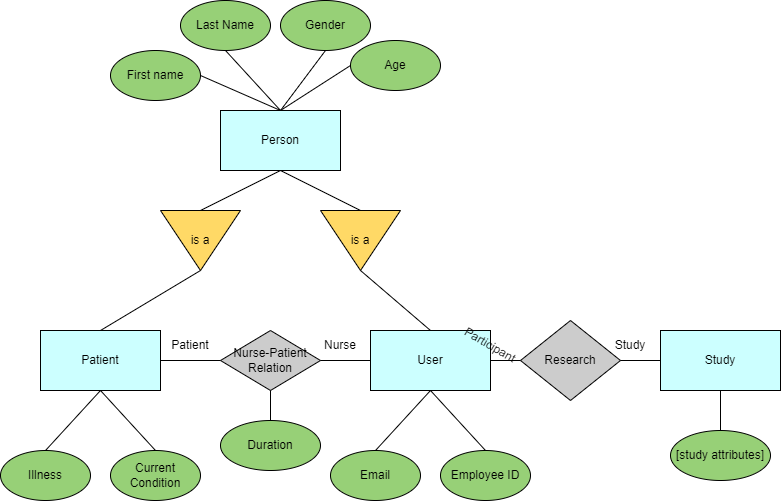 Last Name
Gender
First name
Age
Person
is a
is a
Patient
Patient
Nurse-Patient
Relation
Nurse
User
Participant
Research
Study
Study
Illness
Current
Condition
Duration
Email
Employee ID
[study attributes]